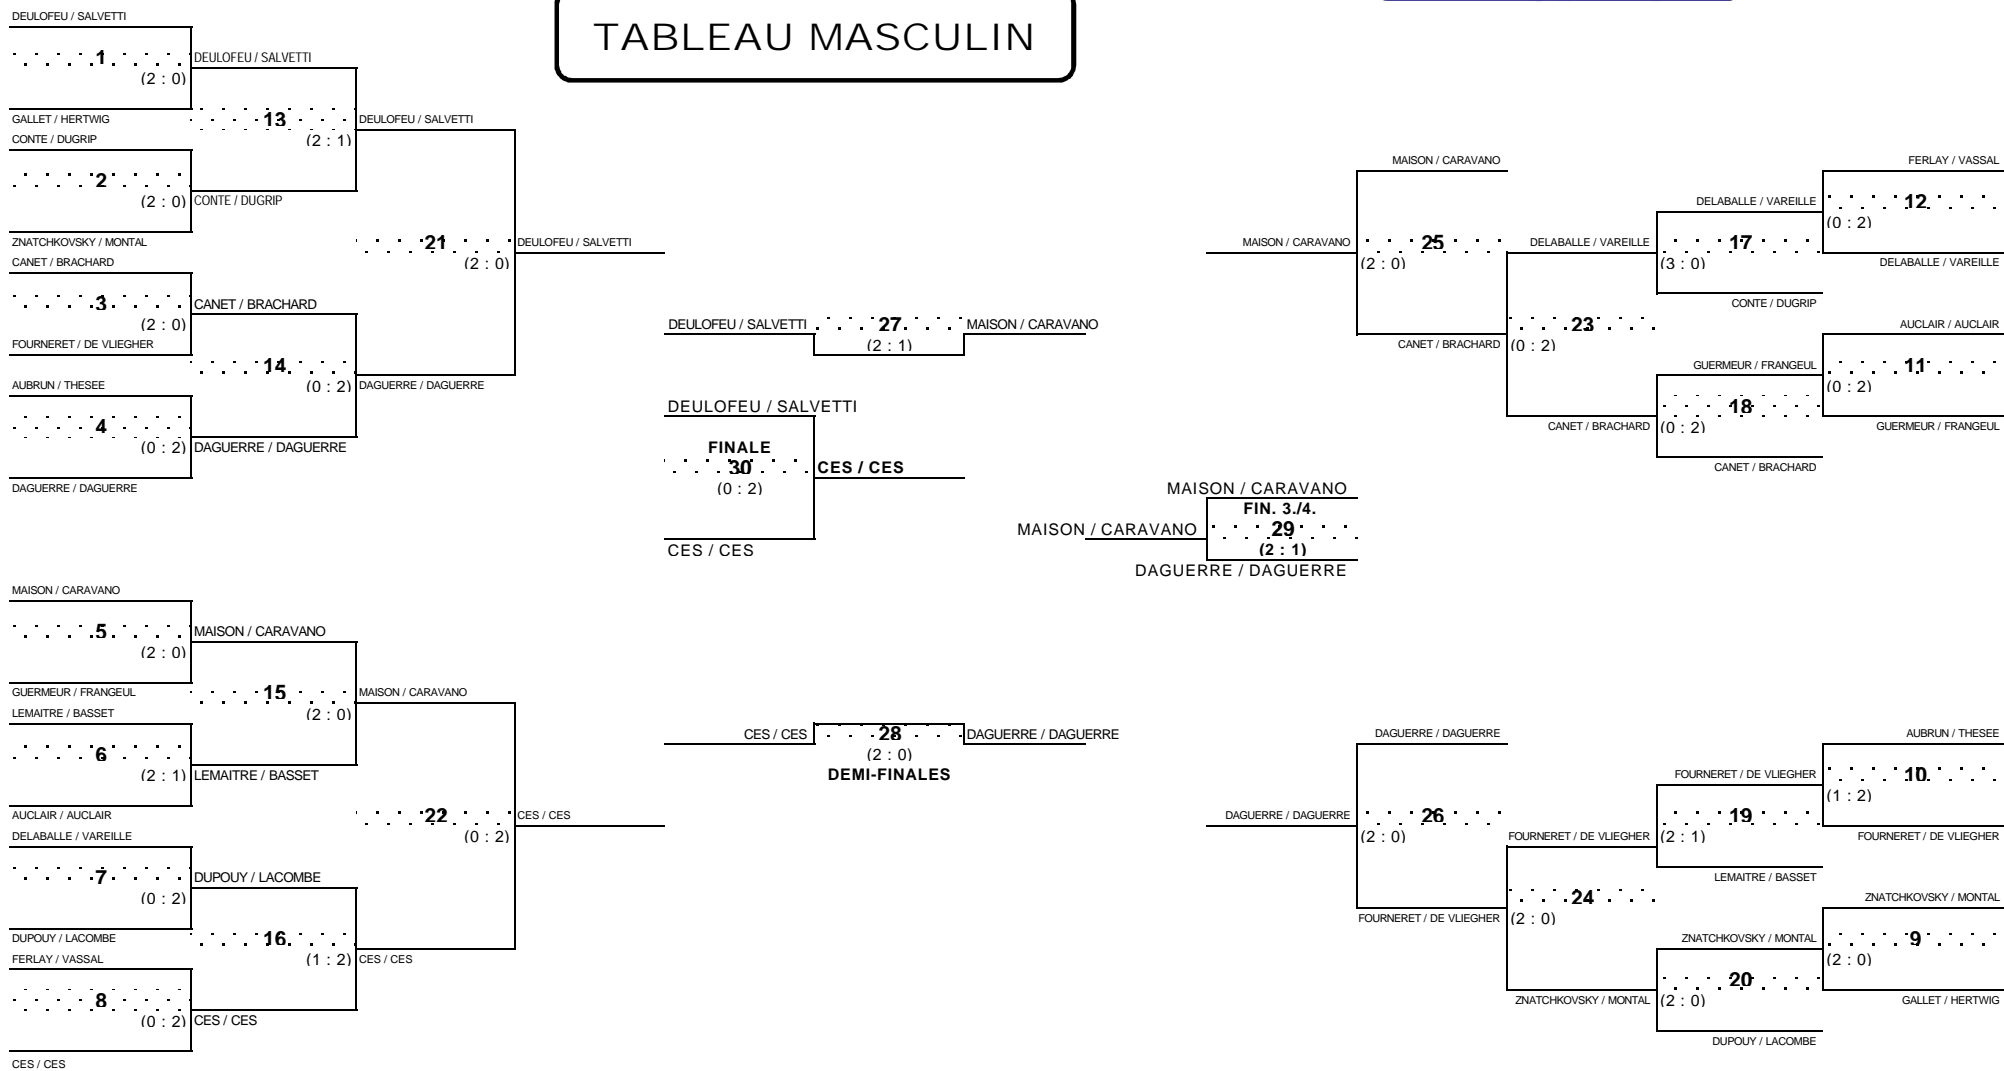 TABLEAU MASCULIN
DEULOFEU / SALVETTI
1
(2 : 0)
DEULOFEU / SALVETTI
GALLET / HERTWIG
13
(2 : 1)
DEULOFEU / SALVETTI
CONTE / DUGRIP
2
(2 : 0)
CONTE / DUGRIP
ZNATCHKOVSKY / MONTAL
21
(2 : 0)
DEULOFEU / SALVETTI
CANET / BRACHARD
3
(2 : 0)
CANET / BRACHARD
FOURNERET / DE VLIEGHER
14
(0 : 2)
DAGUERRE / DAGUERRE
AUBRUN / THESEE
4
(0 : 2)
DAGUERRE / DAGUERRE
DAGUERRE / DAGUERRE
MAISON / CARAVANO
5
(2 : 0)
MAISON / CARAVANO
GUERMEUR / FRANGEUL
15
(2 : 0)
MAISON / CARAVANO
LEMAITRE / BASSET
6
(2 : 1)
LEMAITRE / BASSET
AUCLAIR / AUCLAIR
22
(0 : 2)
CES / CES
DELABALLE / VAREILLE
7
(0 : 2)
DUPOUY / LACOMBE
DUPOUY / LACOMBE
16
(1 : 2)
CES / CES
FERLAY / VASSAL
8
(0 : 2)
CES / CES
CES / CES
DEULOFEU / SALVETTI
27
(2 : 1)
MAISON / CARAVANO
DEULOFEU / SALVETTI
FINALE
30
(0 : 2)
CES / CES
CES / CES
MAISON / CARAVANO
FIN. 3./4.
29
(2 : 1)
MAISON / CARAVANO
DAGUERRE / DAGUERRE
CES / CES
28
(2 : 0)
DAGUERRE / DAGUERRE
DEMI-FINALES
MAISON / CARAVANO
MAISON / CARAVANO
25
(2 : 0)
CANET / BRACHARD
DELABALLE / VAREILLE
23
(0 : 2)
CANET / BRACHARD
DELABALLE / VAREILLE
17
(3 : 0)
CONTE / DUGRIP
FERLAY / VASSAL
12
(0 : 2)
DELABALLE / VAREILLE
GUERMEUR / FRANGEUL
18
(0 : 2)
CANET / BRACHARD
AUCLAIR / AUCLAIR
11
(0 : 2)
GUERMEUR / FRANGEUL
DAGUERRE / DAGUERRE
DAGUERRE / DAGUERRE
26
(2 : 0)
FOURNERET / DE VLIEGHER
FOURNERET / DE VLIEGHER
24
(2 : 0)
ZNATCHKOVSKY / MONTAL
FOURNERET / DE VLIEGHER
19
(2 : 1)
LEMAITRE / BASSET
AUBRUN / THESEE
10
(1 : 2)
FOURNERET / DE VLIEGHER
ZNATCHKOVSKY / MONTAL
20
(2 : 0)
DUPOUY / LACOMBE
ZNATCHKOVSKY / MONTAL
9
(2 : 0)
GALLET / HERTWIG